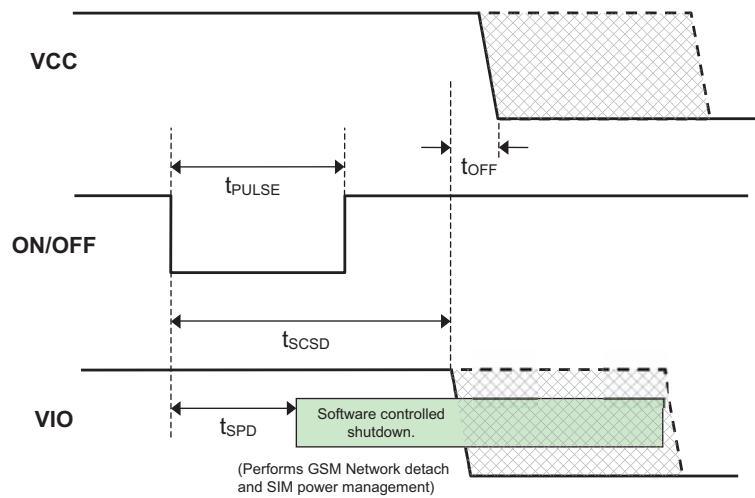 VCC
tOFF
tPULSE
ON/OFF
tSCSD
VIO
tSPD
Software controlled
shutdown.
(Performs GSM Network detach
and SIM power management)